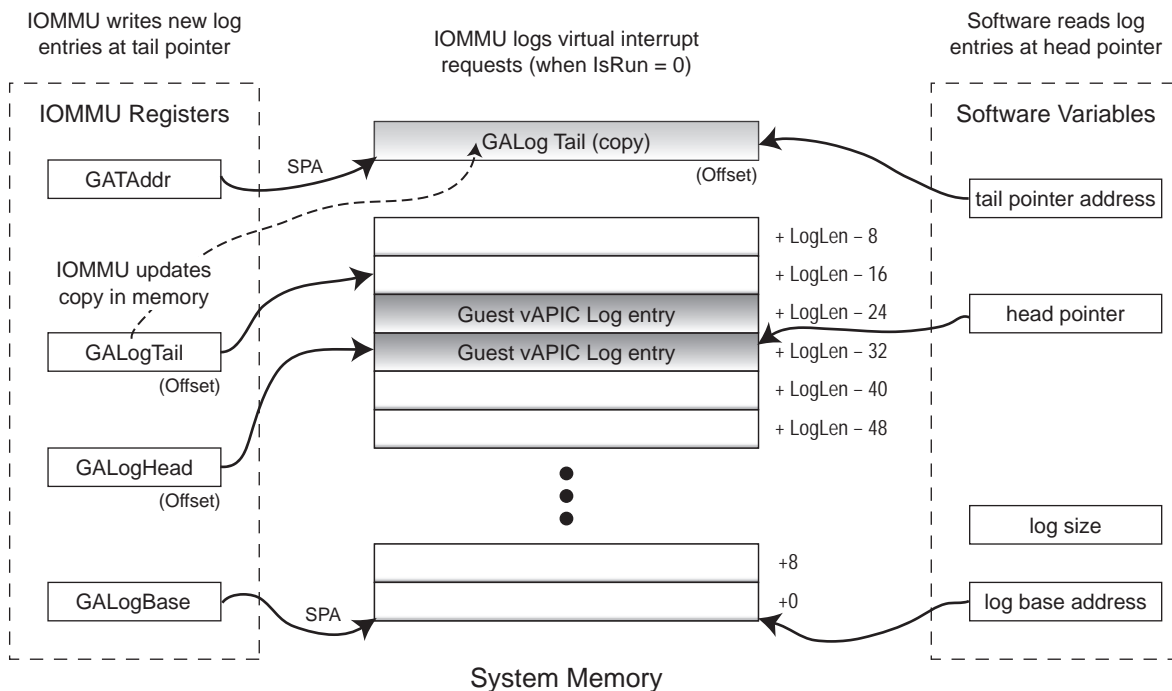 IOMMU writes new log
entries at tail pointer
IOMMU logs virtual interrupt
requests (when IsRun = 0)
Software reads log
entries at head pointer
IOMMU Registers
Software Variables
GALog Tail (copy)
(Offset)
GATAddr
SPA
tail pointer address
IOMMU updates
copy in memory
+ LogLen – 8
+ LogLen – 16
Guest vAPIC Log entry
+ LogLen – 24
head pointer
GALogTail
(Offset)
Guest vAPIC Log entry
+ LogLen – 32
+ LogLen – 40
+ LogLen – 48
GALogHead
(Offset)
log size
+8
GALogBase
SPA
+0
log base address
System Memory